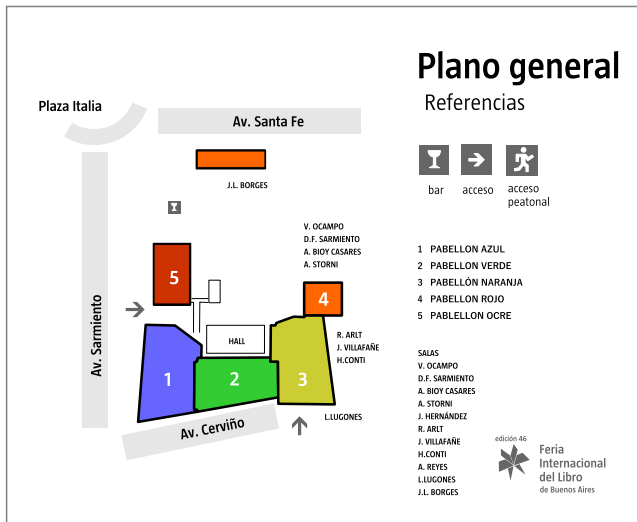 Plano general
Referencias
Plaza Italia
Av. Santa Fe
J.L. BORGES
bar
acceso
acceso
peatonal
V. OCAMPO
D.F. SARMIENTO
A. BIOY CASARES
A. STORNI
1 PABELLON AZUL
2 PABELLON VERDE
3 PABELLÓN NARANJA
4 PABELLON ROJO
5 PABLELLON OCRE
5
4
Av. Sarmiento
HALL
R. ARLT
J. VILLAFAÑE
H.CONTI
1
2
3
L.LUGONES
Av. Cerviño
SALAS
V. OCAMPO
D.F. SARMIENTO
A. BIOY CASARES
A. STORNI
J. HERNÁNDEZ
R. ARLT
J. VILLAFAÑE
H.CONTI
A. REYES
L.LUGONES
J.L. BORGES
edición 46
Feria
Internacional
del Libro
de Buenos Aires